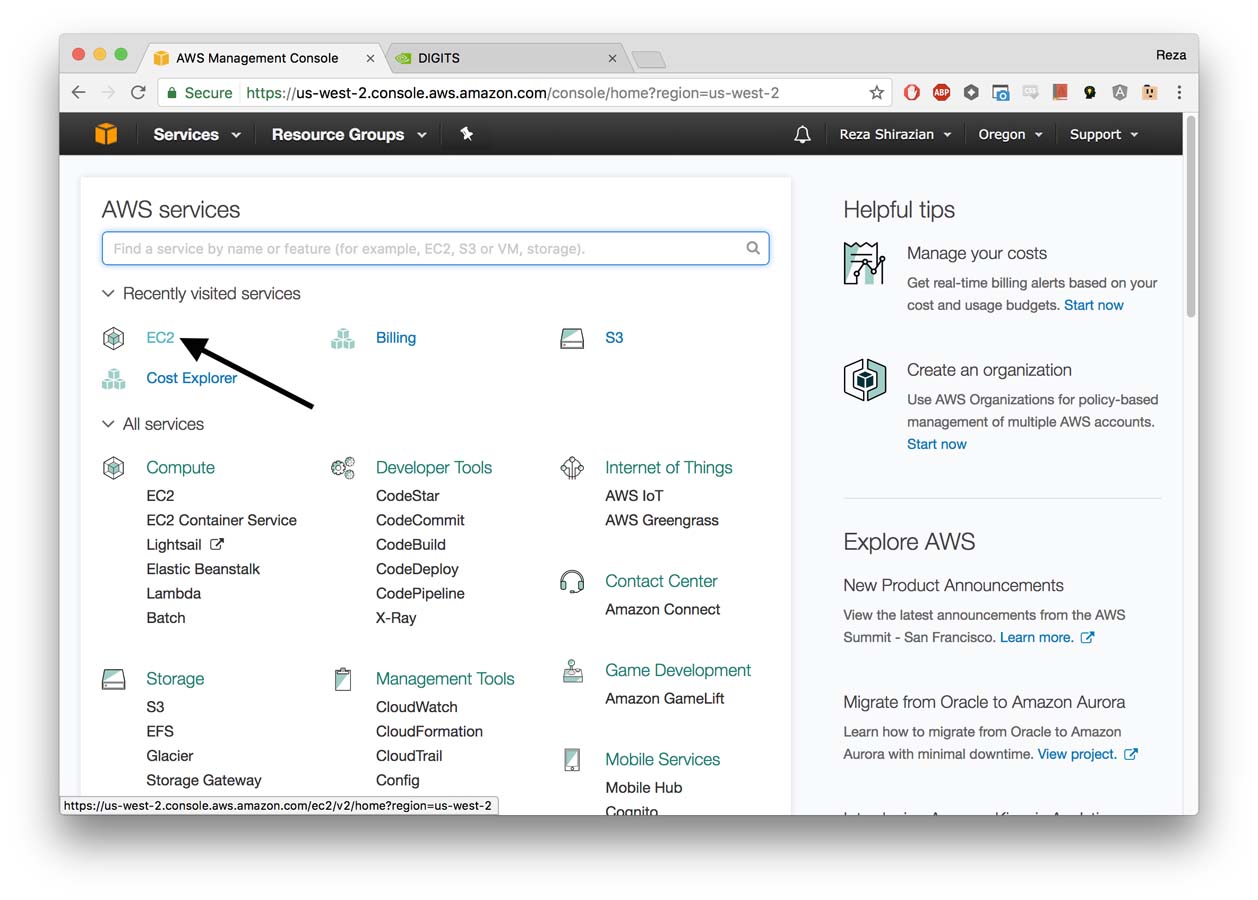 AWS Management Console
DIGITS
Reza
Secure
https://us-west-2.console.aws.amazon.com/console/home?region=us-west-2
ABP
CSS
Services
Resource Groups
Reza Shirazian
Oregon
Support
AWS services
Find a service by name or feature (for example, EC2, S3 or VM, storage).
Recently visited services
EC2
Billing
S3
Cost Explorer
All services
Compute
EC2
EC2 Container Service
Lightsail
Elastic Beanstalk
Lambda
Batch
Storage
S3
EFS
Glacier
Storage Gateway
Developer Tools
CodeStar
CodeCommit
CodeBuild
CodeDeploy
CodePipeline
X-Ray
Management Tools
CloudWatch
CloudFormation
CloudTrail
Config
Internet of Things
AWS IoT
AWS Greengrass
Contact Center
Amazon Connect
Game Development
Amazon GameLift
Mobile Services
Mobile Hub
Cognito
Helpful tips
Manage your costs
Get real-time billing alerts based on your
cost and usage budgets. Start now
Create an organization
Use AWS Organizations for policy-based
management of multiple AWS accounts.
Start now
Explore AWS
New Product Announcements
View the latest announcements from the AWS
Summit - San Francisco. Learn more.
Migrate from Oracle to Amazon Aurora
Learn how to migrate from Oracle to Amazon
Aurora with minimal downtime. View project.
https://us-west-2.console.aws.amazon.com/ec2/v2/home?region=us-west-2